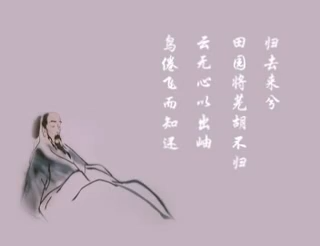 归去来兮
田园将芜胡不归
云无心以出岫
鸟倦飞而知还